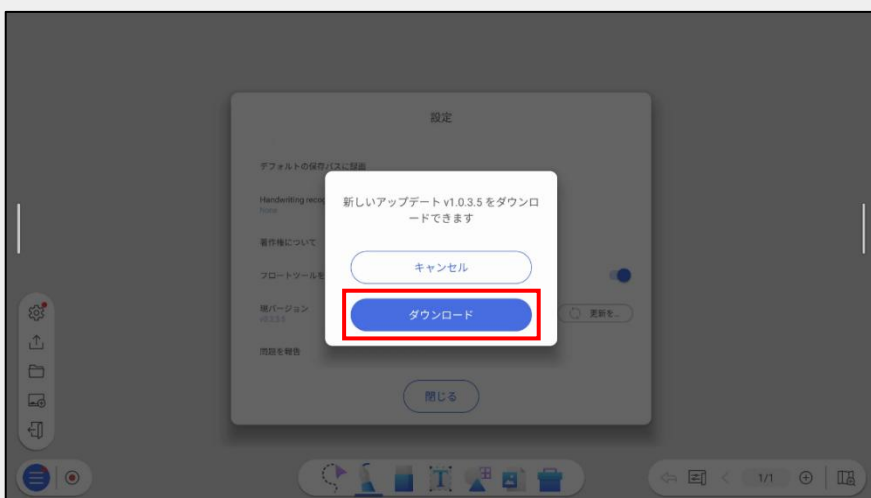 設定
デフォルトの保存パスに録画
Handwriting recog
None
新しいアップデート v1.0.3.5 をダウンロ
ードできます
著作権について
キャンセル
フロートツールを
ダウンロード
版バージョン
更新を...
問題を報告
閉じる
1/1